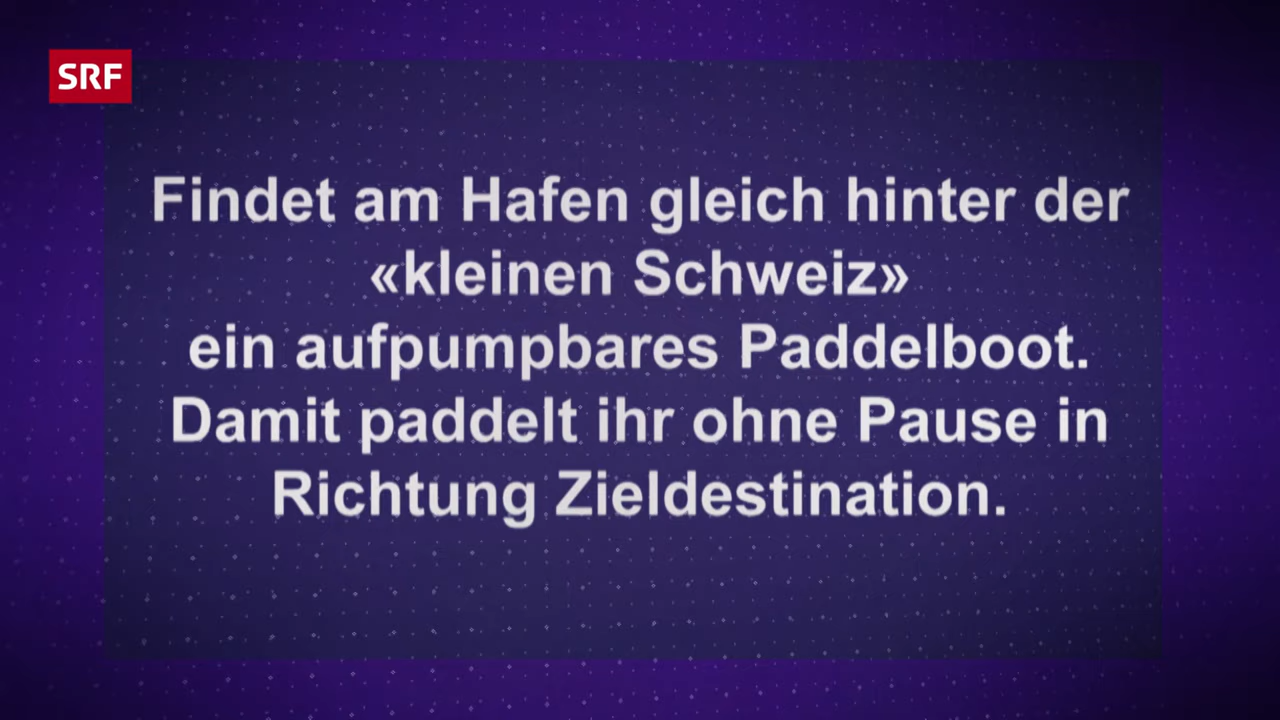 SRF
Findet am Hafen gleich hinter der
«kleinen Schweiz»
ein aufpumpbares Paddelboot.
Damit paddelt ihr ohne Pause in
Richtung Zieldestination.